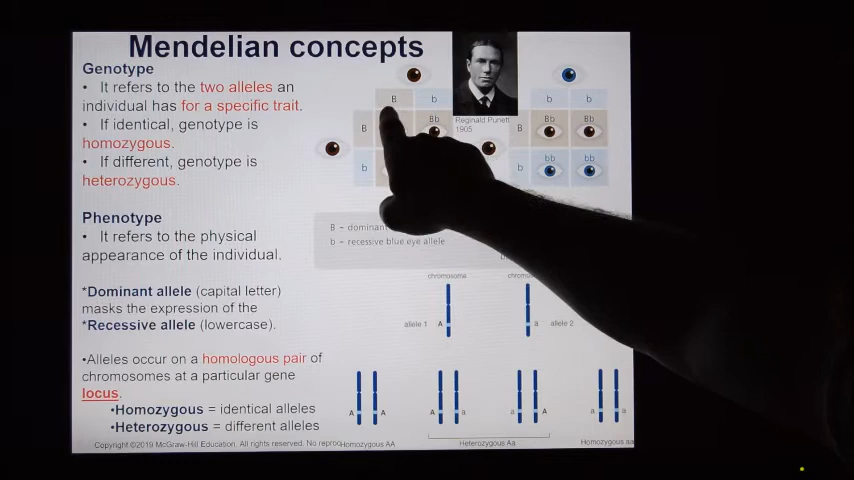 Mendelian concepts
Genotype
• It refers to the two alleles an
individual has for a specific trait.
• If identical, genotype is
homozygous.
• If different, genotype is
heterozygous.
Phenotype
• It refers to the physical
appearance of the individual.
*Dominant allele (capital letter)
masks the expression of the
*Recessive allele (lowercase).
•Alleles occur on a homologous pair of
chromosomes at a particular gene
locus.
•Homozygous = identical alleles
•Heterozygous = different alleles
Copyright ©2019 McGraw-Hill Education. All rights reserved. No
B b
B Bb
b
Reginald Punett
1905
b b
B Bb Bb
b bb bb
B – dominant
b – recessive blue eye allele
chromosome
allele 1 A a allele 2
A A A a a A a a
Homozygous AA Heterozygous Aa Homozygous aa